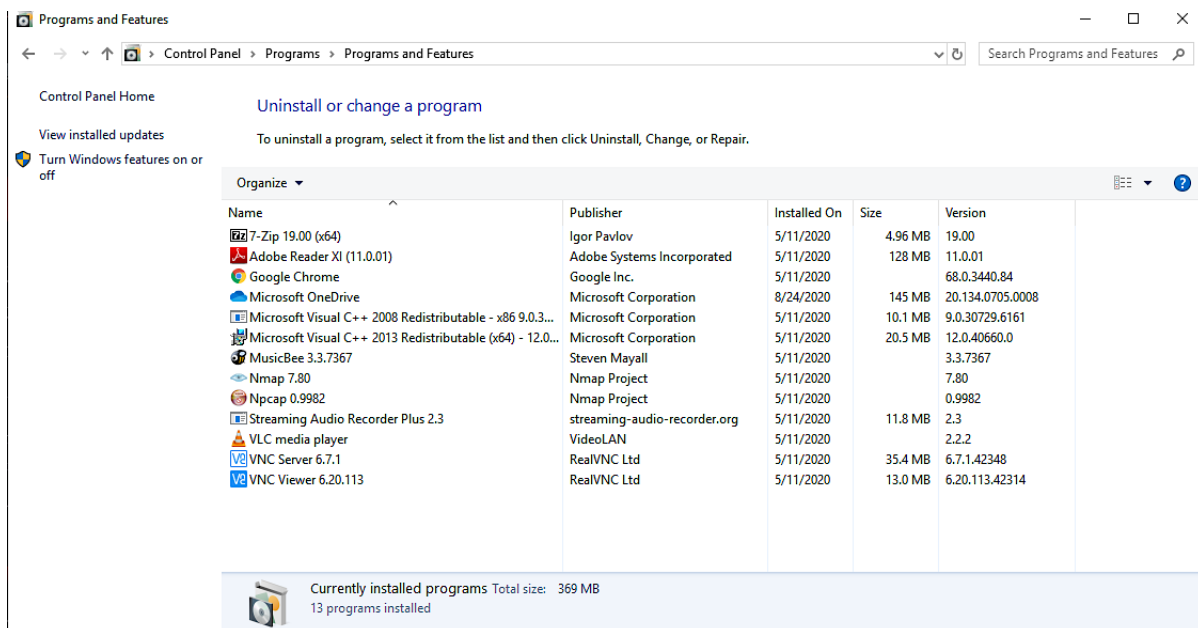 Programs and Features
Control Panel > Programs > Programs and Features
Search Programs and Features
Control Panel Home
View installed updates
Turn Windows features on or
off
Uninstall or change a program
To uninstall a program, select it from the list and then click Uninstall, Change, or Repair.
Organize
Name Publisher Installed On Size Version
7-Zip 19.00 (x64) Igor Pavlov 5/11/2020 4.96 MB 19.00
Adobe Reader XI (11.0.01) Adobe Systems Incorporated 5/11/2020 128 MB 11.0.01
Google Chrome Google Inc. 5/11/2020 68.0.3440.84
Microsoft OneDrive Microsoft Corporation 8/24/2020 145 MB 20.134.0705.0008
Microsoft Visual C++ 2008 Redistributable - x86 9.0.3... Microsoft Corporation 5/11/2020 10.1 MB 9.0.30729.6161
Microsoft Visual C++ 2013 Redistributable (x64) - 12.0... Microsoft Corporation 5/11/2020 20.5 MB 12.0.40660.0
MusicBee 3.3.7367 Steven Mayall 5/11/2020 3.3.7367
Nmap 7.80 Nmap Project 5/11/2020 7.80
Npcap 0.9982 Nmap Project 5/11/2020 0.9982
Streaming Audio Recorder Plus 2.3 streaming-audio-recorder.org 5/11/2020 11.8 MB 2.3
VLC media player VideoLAN 5/11/2020 2.2.2
VNC Server 6.7.1 RealVNC Ltd 5/11/2020 35.4 MB 6.7.1.42348
VNC Viewer 6.20.113 RealVNC Ltd 5/11/2020 13.0 MB 6.20.113.42314
Currently installed programs Total size: 369 MB
13 programs installed